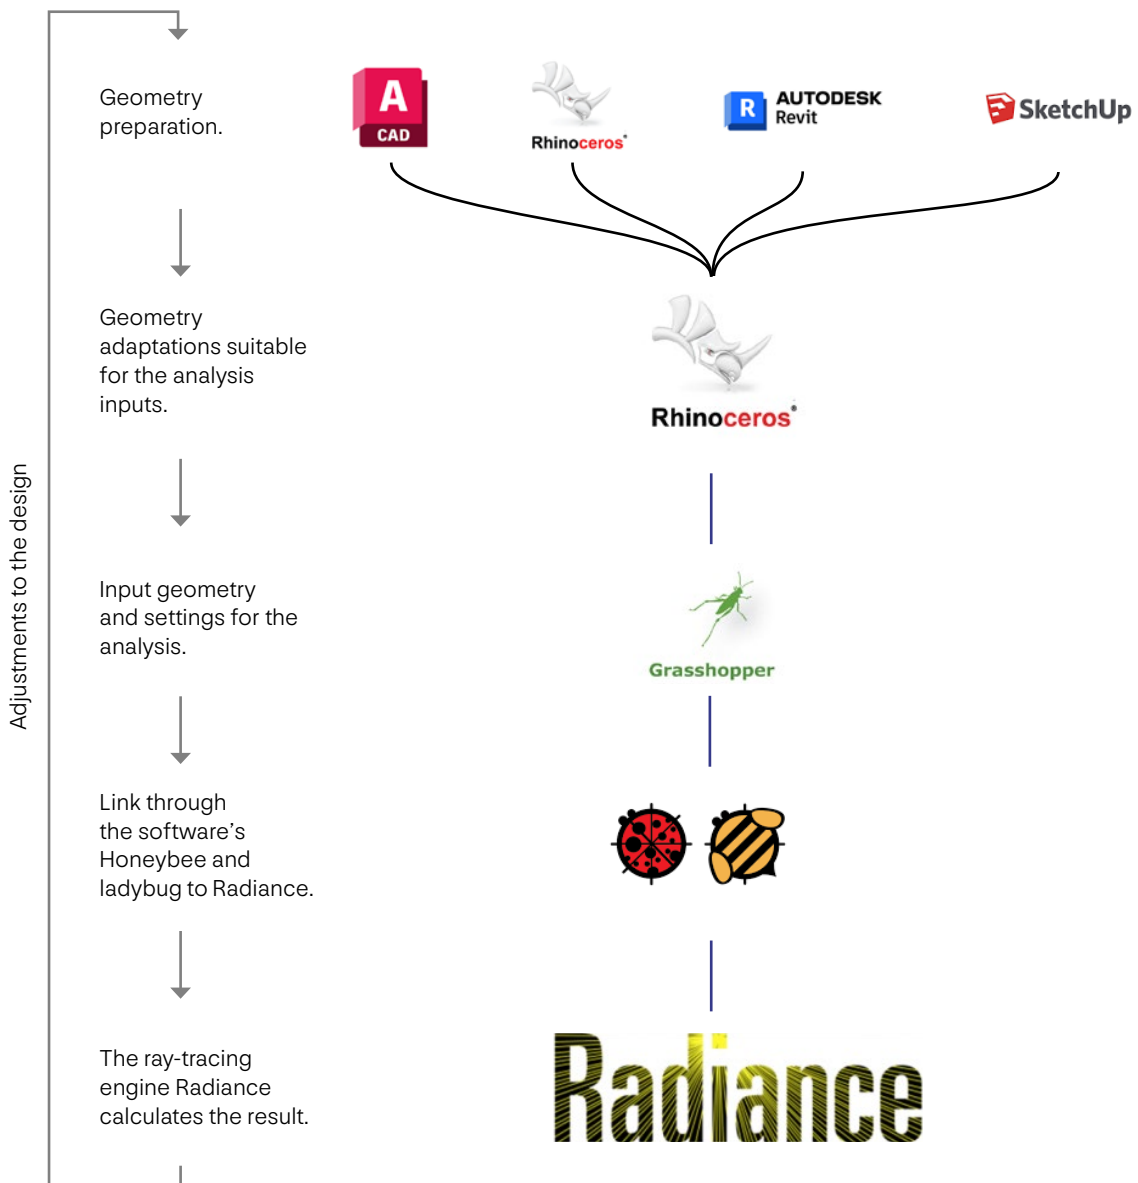 Geometry
preparation.
A
CAD
Rhinoceros®
R
AUTODESK
Revit
SketchUp
Geometry
adaptations suitable
for the analysis
inputs.
Rhinoceros®
Adjustments to the design
Input geometry
and settings for the
analysis.
Grasshopper
Link through
the software’s
Honeybee and
ladybug to Radiance.
The ray-tracing
engine Radiance
calculates the result.
Radiance